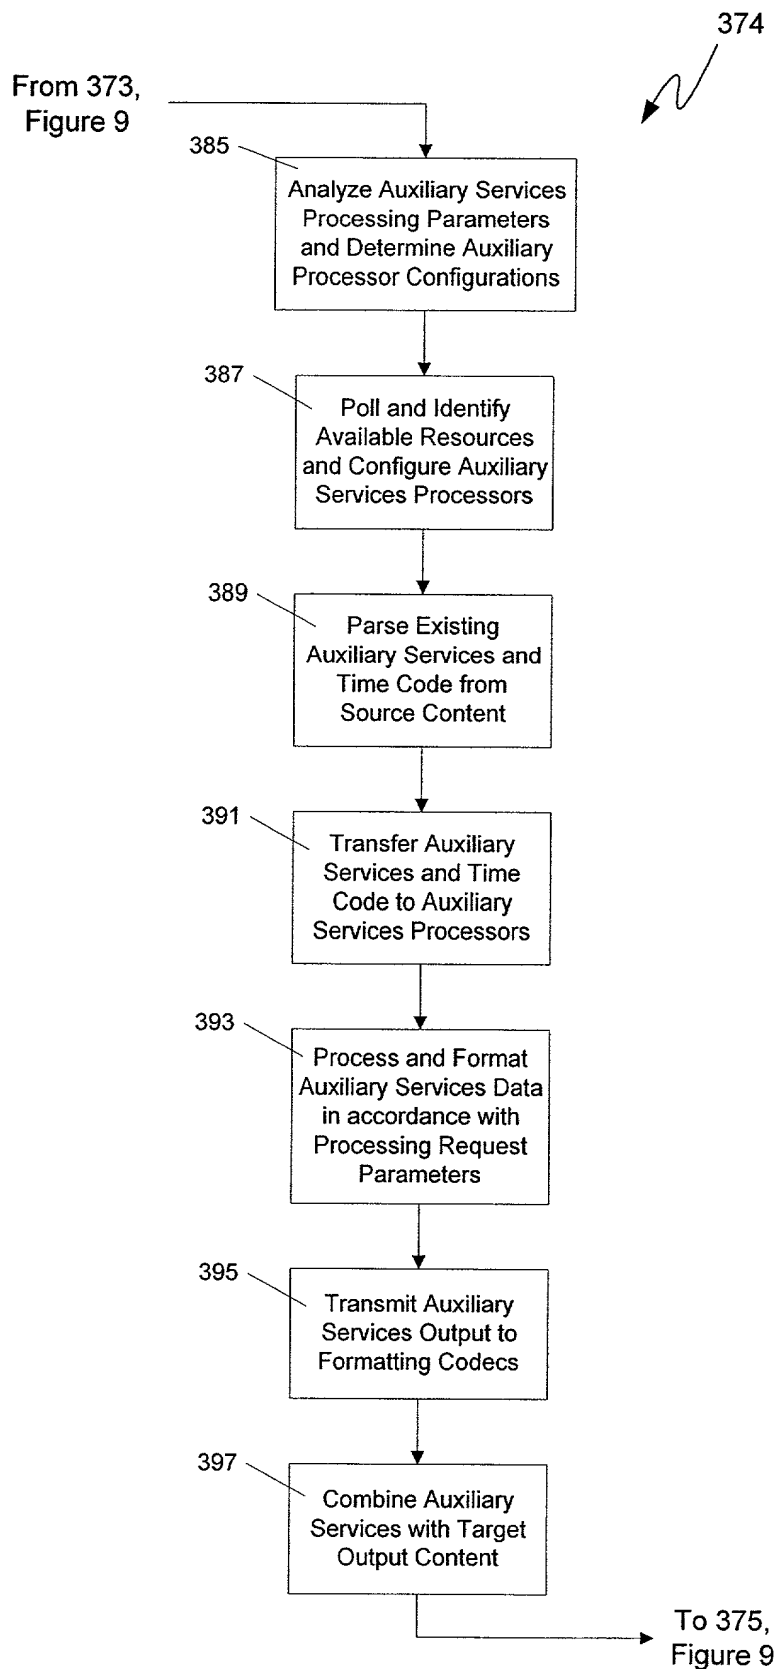 374
From 373,
Figure 9
385
Analyze Auxiliary Services
Processing Parameters
and Determine Auxiliary
Processor Configurations
387
Poll and Identify
Available Resources
and Configure Auxiliary
Services Processors
389
Parse Existing
Auxiliary Services and
Time Code from
Source Content
391
Transfer Auxiliary
Services and Time
Code to Auxiliary
Services Processors
393
Process and Format
Auxiliary Services Data
in accordance with
Processing Request
Parameters
395
Transmit Auxiliary
Services Output to
Formatting Codecs
397
Combine Auxiliary
Services with Target
Output Content
To 375,
Figure 9